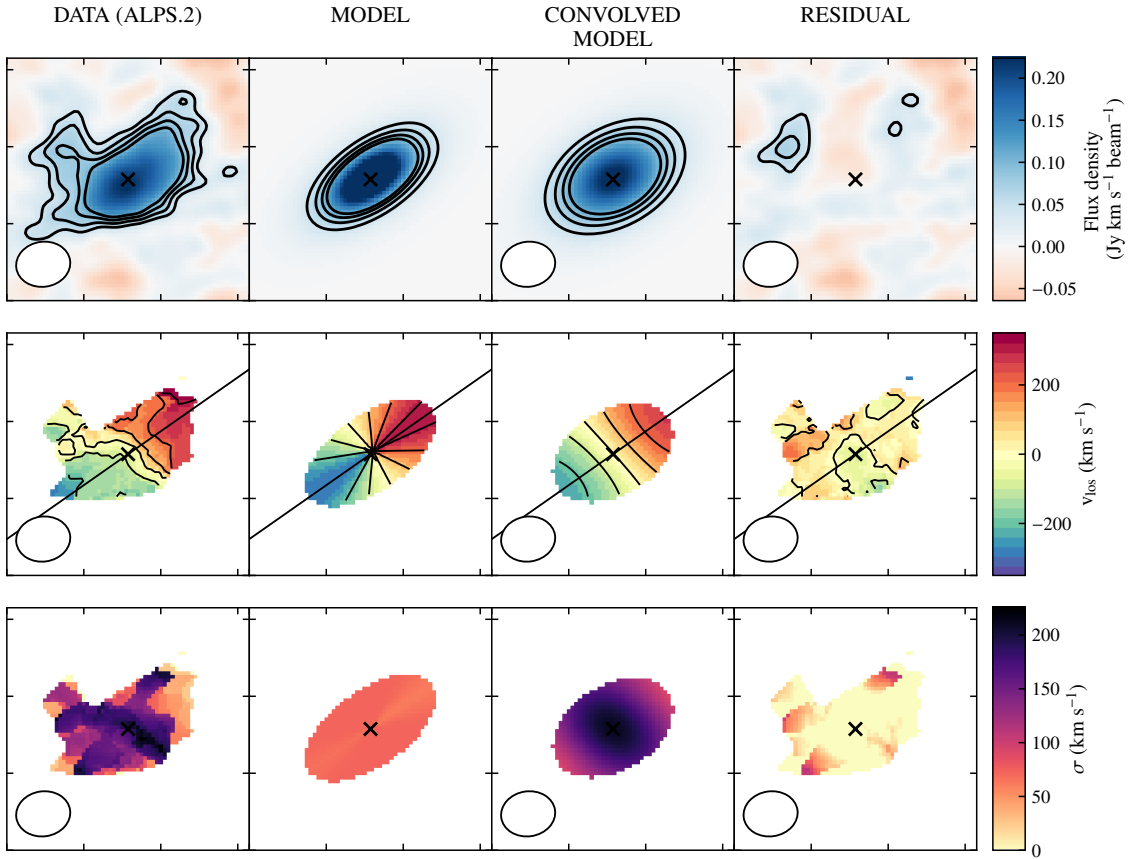 DATA (ALPS.2)
MODEL
CONVOLVED
MODEL
RESIDUAL
0.20
0.15
0.10
0.05
0.00
−0.05
Flux density
(Jy km s⁻¹ beam⁻¹)
200
0
−200
v_los (km s⁻¹)
200
150
100
50
0
σ (km s⁻¹)